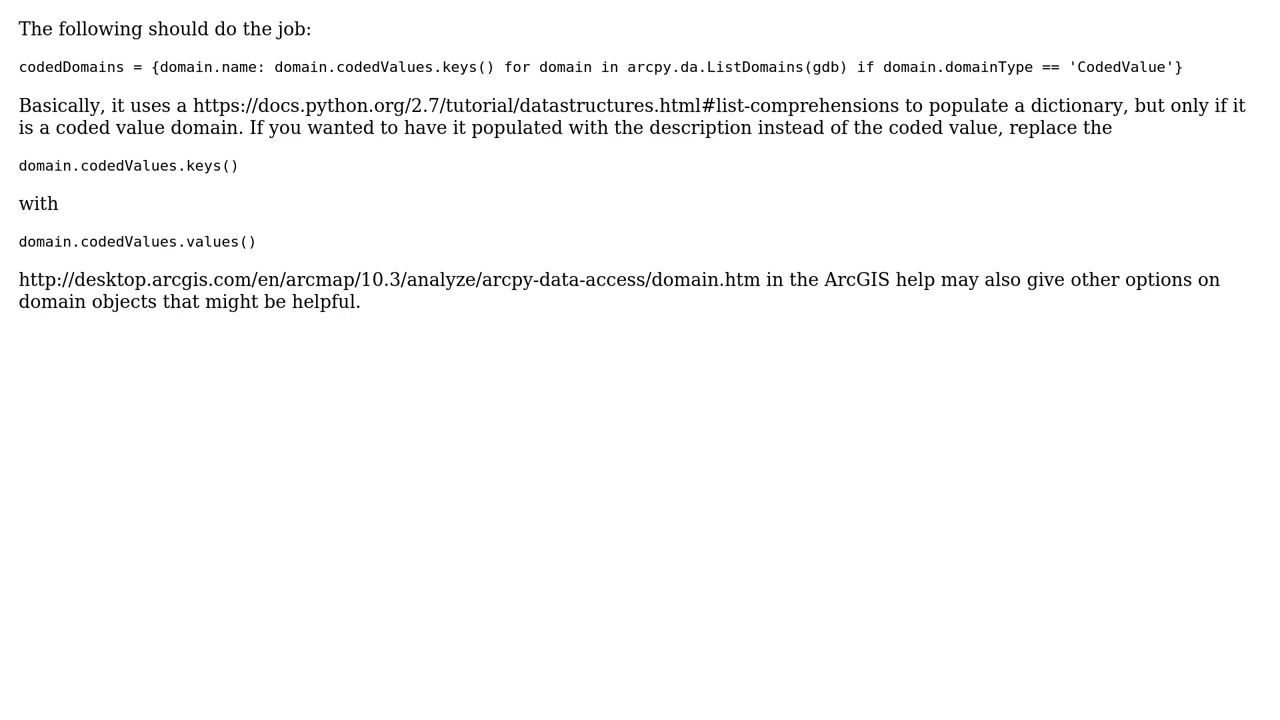 The following should do the job:
codedDomains = {domain.name: domain.codedValues.keys() for domain in arcpy.da.ListDomains(gdb) if domain.domainType == 'CodedValue'}
Basically, it uses a https://docs.python.org/2.7/tutorial/datastructures.html#list-comprehensions to populate a dictionary, but only if it
is a coded value domain. If you wanted to have it populated with the description instead of the coded value, replace the
domain.codedValues.keys()
with
domain.codedValues.values()
http://desktop.arcgis.com/en/arcmap/10.3/analyze/arcpy-data-access/domain.htm in the ArcGIS help may also give other options on
domain objects that might be helpful.